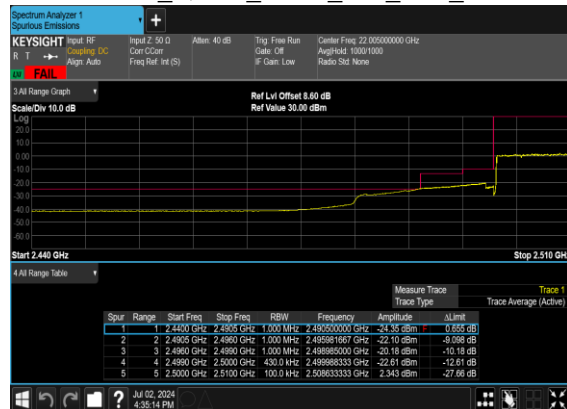 Spectrum Analyzer 1
Spurious Emissions
KEYSIGHT Input: RF Input Z: 50 Ω Atten: 40 dB Trig: Free Run Center Freq: 22.005000000 GHz
R T Coupling: DC Corr CCorr Gate: Off Avg|Hold: 1000/1000
Align: Auto Freq Ref: Int (S) IF Gain: Low Radio Std: None
LW FAIL
3 All Range Graph
Ref Lvl Offset 8.60 dB
Scale/Div 10.0 dB Ref Value 30.00 dBm
Log
20.0
10.0
0.00
-10.0
-20.0
-30.0
-40.0
-50.0
-60.0
Start 2.440 GHz Stop 2.510 GH
4 All Range Table
Measure Trace Trace 1
Trace Type Trace Average (Active)
Spur Range Start Freq Stop Freq RBW Frequency Amplitude ΔLimit
1 1 2.4400 GHz 2.4905 GHz 1.000 MHz 2.490500000 GHz -24.35 dBm F 0.655 dB
2 2 2.4905 GHz 2.4960 GHz 1.000 MHz 2.495981667 GHz -22.10 dBm -9.098 dB
3 3 2.4960 GHz 2.4990 GHz 1.000 MHz 2.498985000 GHz -20.18 dBm -10.18 dB
4 4 2.4990 GHz 2.5000 GHz 430.0 kHz 2.499988333 GHz -22.61 dBm -12.61 dB
5 5 2.5000 GHz 2.5100 GHz 100.0 kHz 2.508633333 GHz 2.343 dBm -27.66 dB
? Jul 02, 2024
4:35:14 PM